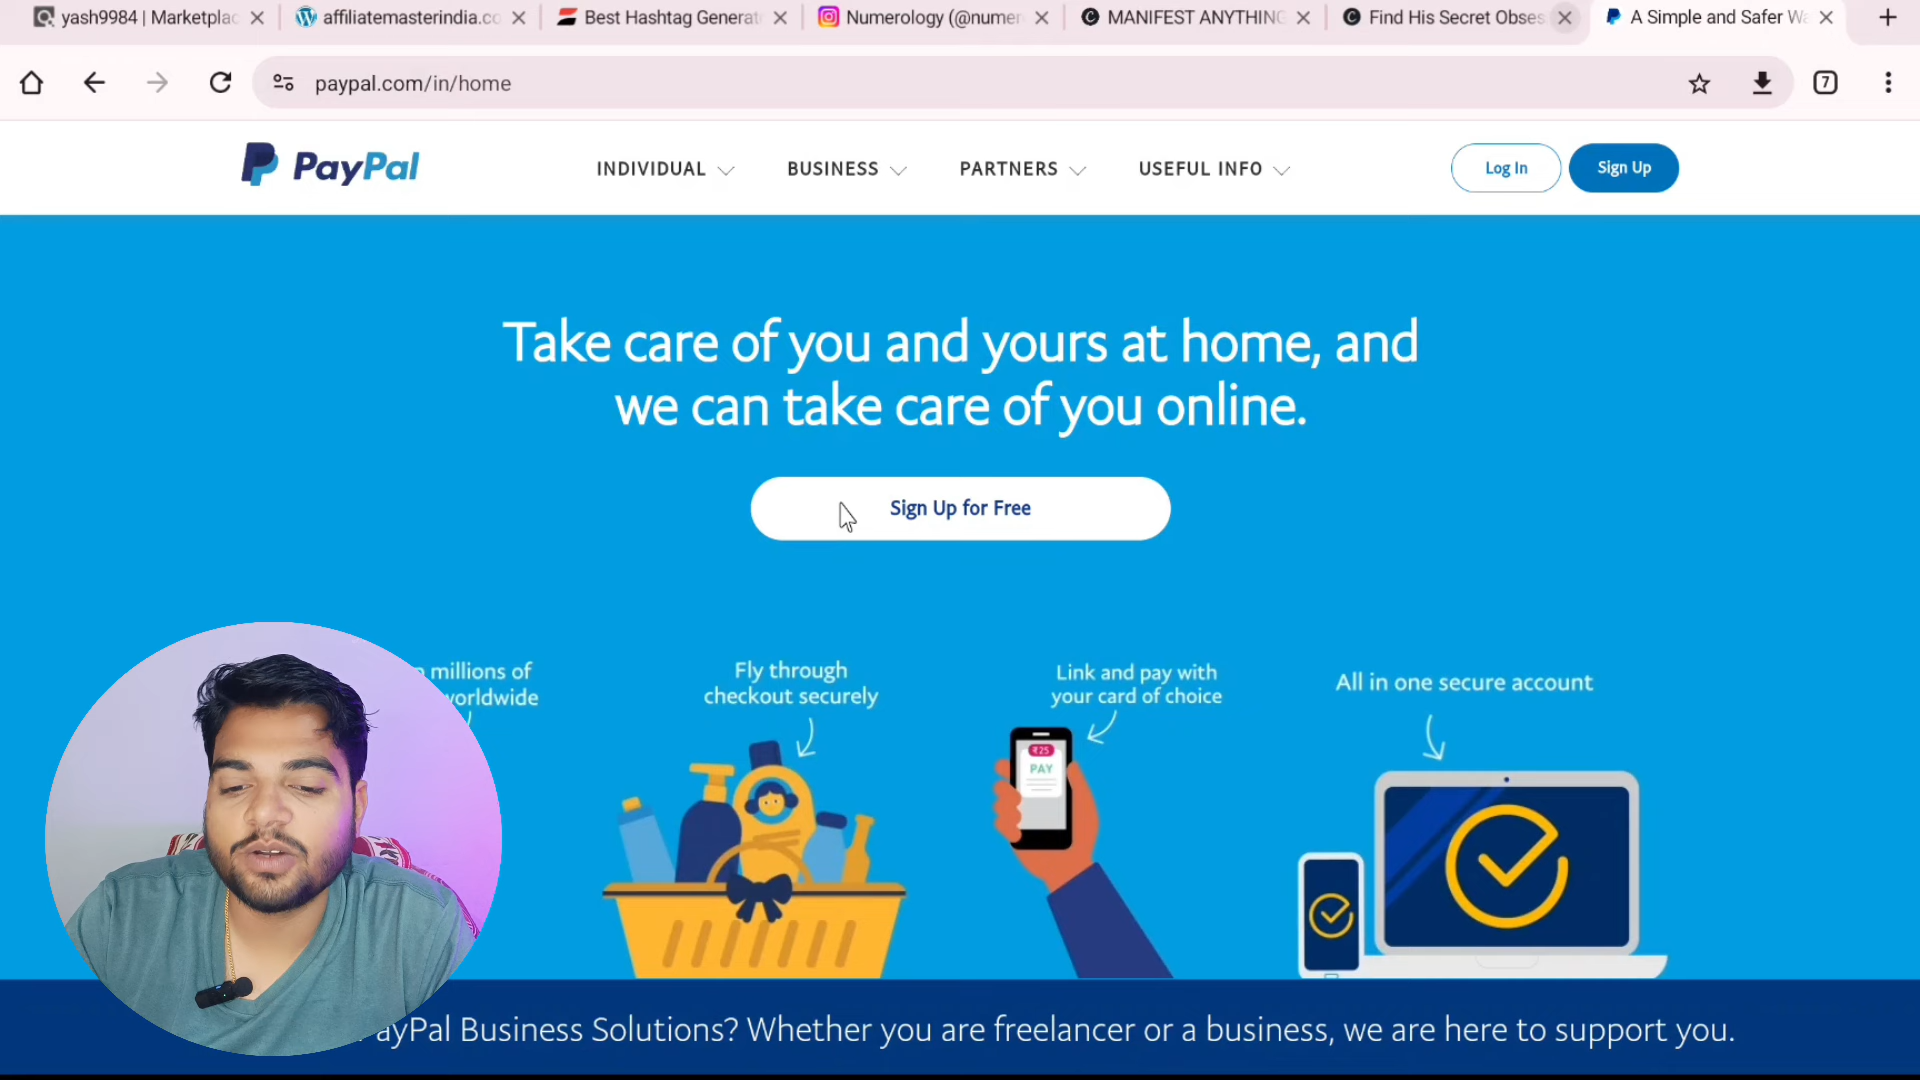 yash9984 | Marketplac
affiliatemasterindia.co
Best Hashtag Generat
Numerology (@numer
MANIFEST ANYTHING
Find His Secret Obses
A Simple and Safer Wa
paypal.com/in/home
7
PayPal
INDIVIDUAL
BUSINESS
PARTNERS
USEFUL INFO
Log In
Sign Up
Take care of you and yours at home, and
we can take care of you online.
Sign Up for Free
millions of
worldwide
Fly through
checkout securely
Link and pay with
your card of choice
All in one secure account
₹25
PAY
ayPal Business Solutions? Whether you are freelancer or a business, we are here to support you.